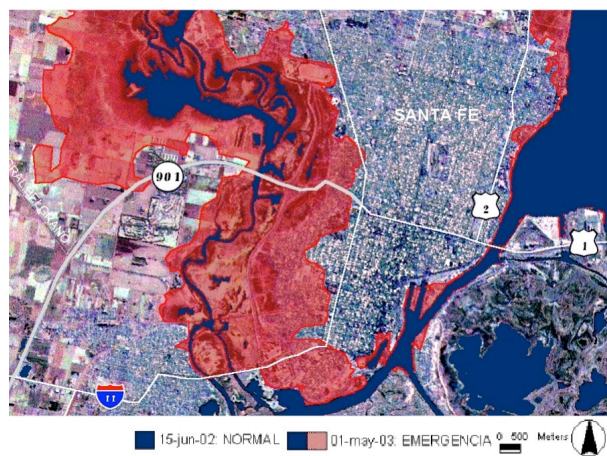 SANTA FE
901
2
1
11
15-jun-02: NORMAL
01-may-03: EMERGENCIA
0 500 Meters